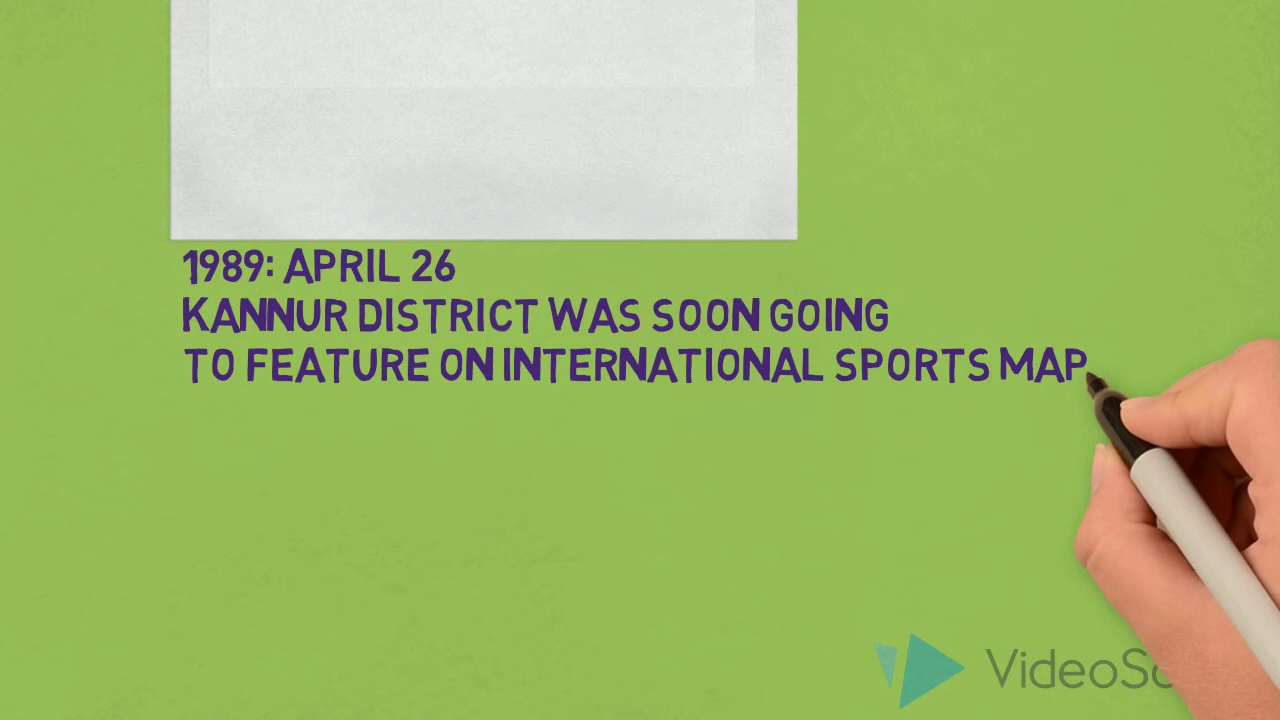 1989: APRIL 26
KANNUR DISTRICT WAS SOON GOING
TO FEATURE ON INTERNATIONAL SPORTS MAP